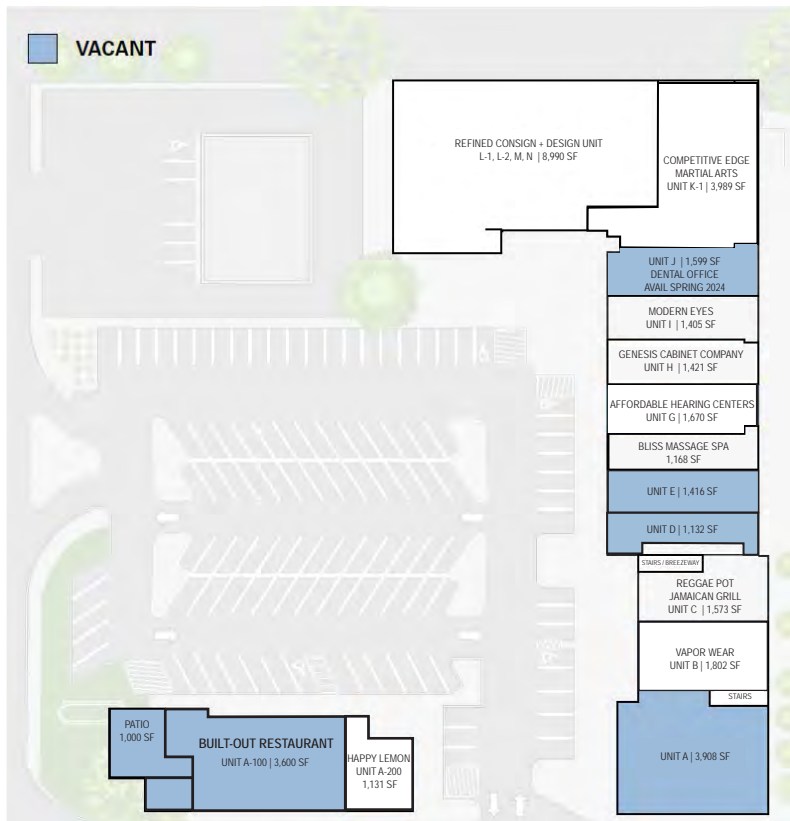 VACANT
REFINED CONSIGN + DESIGN UNIT
L-1, L-2, M, N | 8,990 SF
COMPETITIVE EDGE
MARTIAL ARTS
UNIT K-1 | 3,989 SF
UNIT J | 1,599 SF
DENTAL OFFICE
AVAIL SPRING 2024
MODERN EYES
UNIT I | 1,405 SF
GENESIS CABINET COMPANY
UNIT H | 1,421 SF
AFFORDABLE HEARING CENTERS
UNIT G | 1,670 SF
BLISS MASSAGE SPA
1,168 SF
UNIT E | 1,416 SF
UNIT D | 1,132 SF
STAIRS / BREEZEWAY
REGGAE POT
JAMAICAN GRILL
UNIT C | 1,573 SF
VAPOR WEAR
UNIT B | 1,802 SF
STAIRS
UNIT A | 3,908 SF
PATIO
1,000 SF
BUILT-OUT RESTAURANT
UNIT A-100 | 3,600 SF
HAPPY LEMON
UNIT A-200
1,131 SF